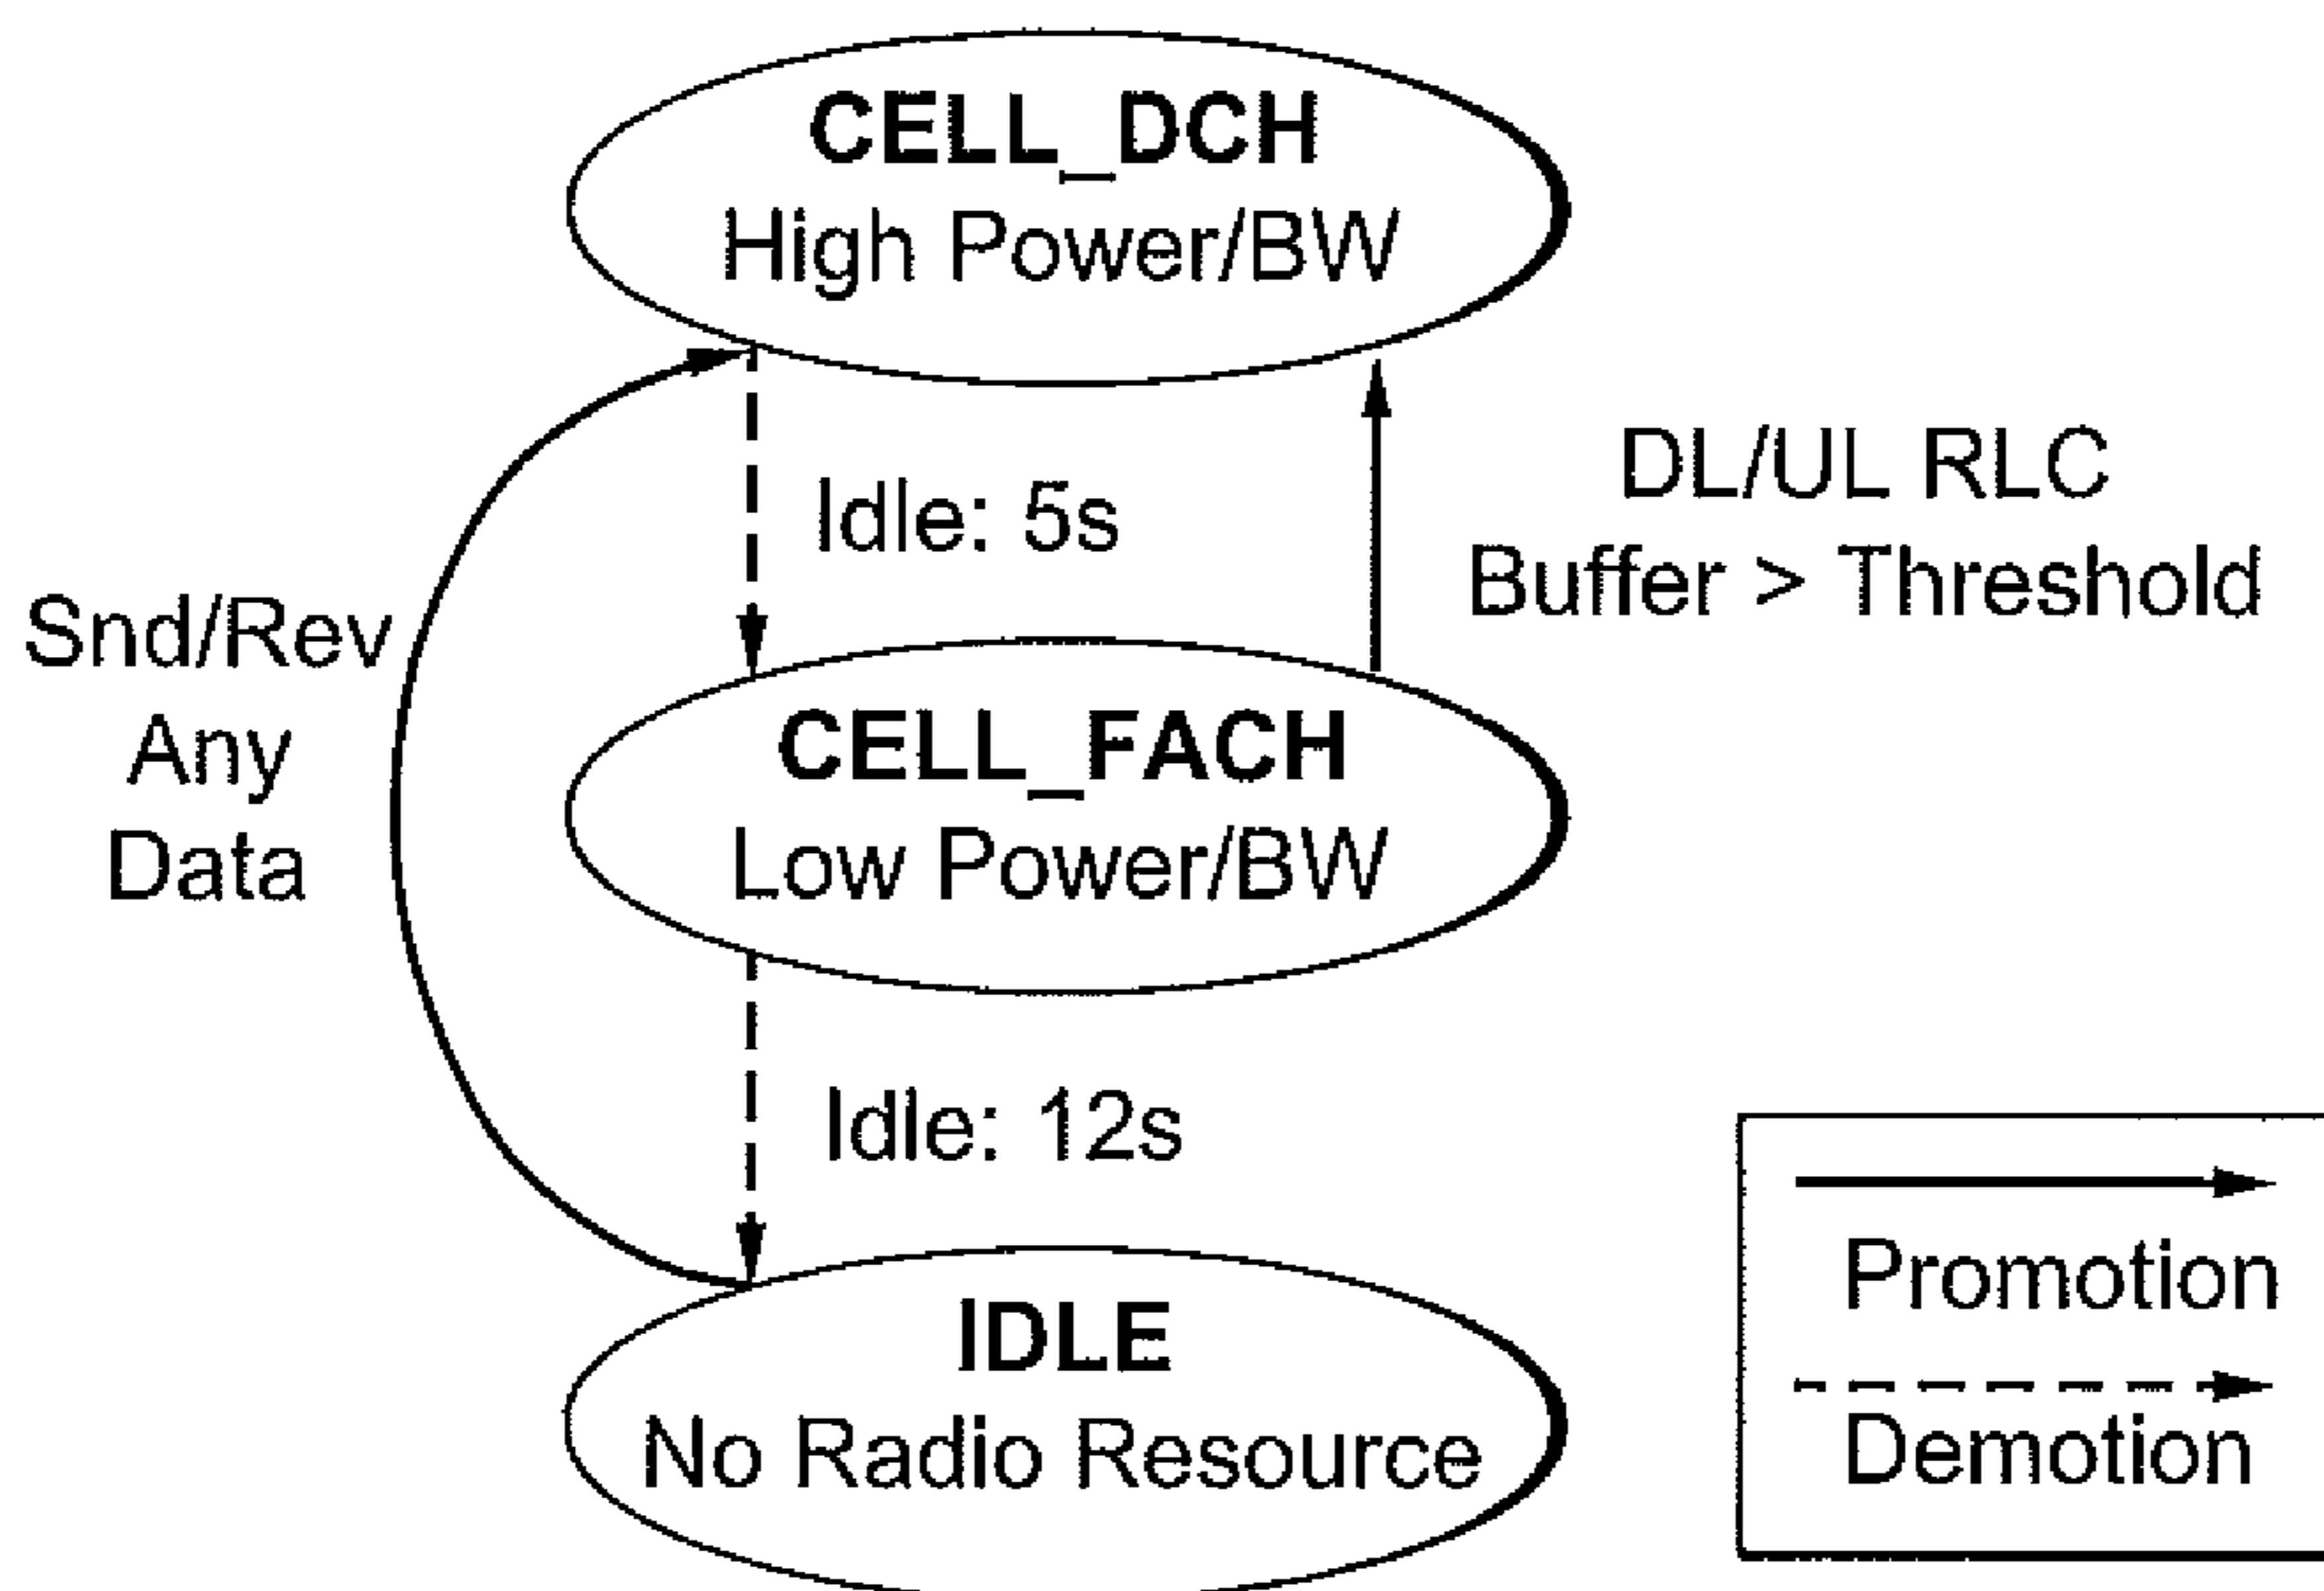 CELL_DCH
High Power/BW
Idle: 5s
DL/UL RLC
Buffer > Threshold
Snd/Rev
Any
Data
CELL_FACH
Low Power/BW
Idle: 12s
IDLE
No Radio Resource
Promotion
Demotion